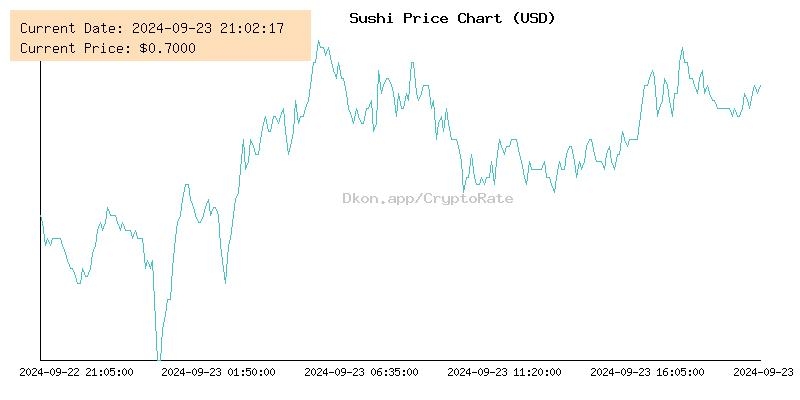 Sushi Price Chart (USD)
Current Date: 2024-09-23 21:02:17
Current Price: $0.7000
Dkon.app/CryptoRate
2024-09-22 21:05:00
2024-09-23 01:50:00
2024-09-23 06:35:00
2024-09-23 11:20:00
2024-09-23 16:05:00
2024-09-23